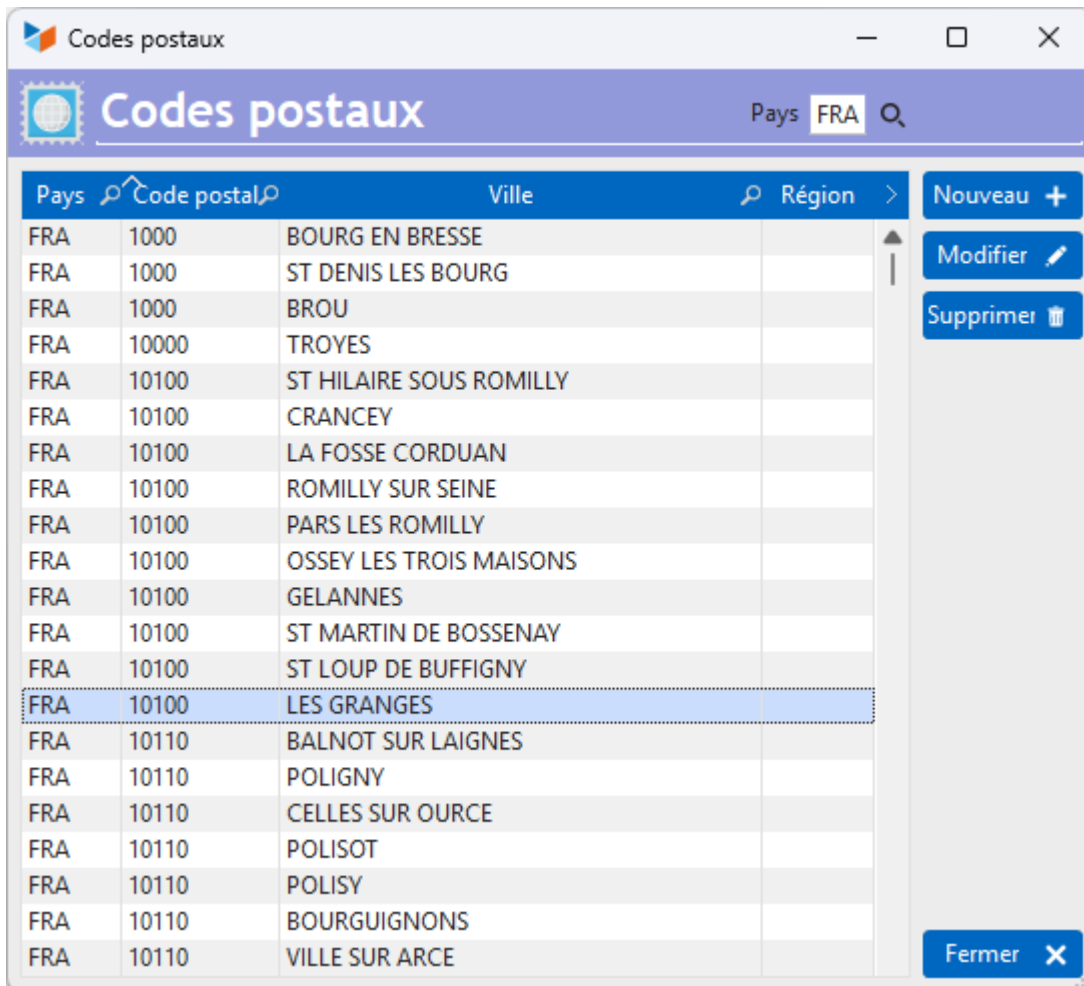 Codes postaux
Codes postaux Pays FRA
Pays Code postal Ville Région
FRA 1000 BOURG EN BRESSE
FRA 1000 ST DENIS LES BOURG
FRA 1000 BROU
FRA 10000 TROYES
FRA 10100 ST HILAIRE SOUS ROMILLY
FRA 10100 CRANCEY
FRA 10100 LA FOSSE CORDUAN
FRA 10100 ROMILLY SUR SEINE
FRA 10100 PARS LES ROMILLY
FRA 10100 OSSEY LES TROIS MAISONS
FRA 10100 GELANNES
FRA 10100 ST MARTIN DE BOSSENAY
FRA 10100 ST LOUP DE BUFFIGNY
FRA 10100 LES GRANGES
FRA 10110 BALNOT SUR LAIGNES
FRA 10110 POLIGNY
FRA 10110 CELLES SUR OURCE
FRA 10110 POLISOT
FRA 10110 POLISY
FRA 10110 BOURGUIGNONS
FRA 10110 VILLE SUR ARCE
Nouveau
Modifier
Supprimer
Fermer